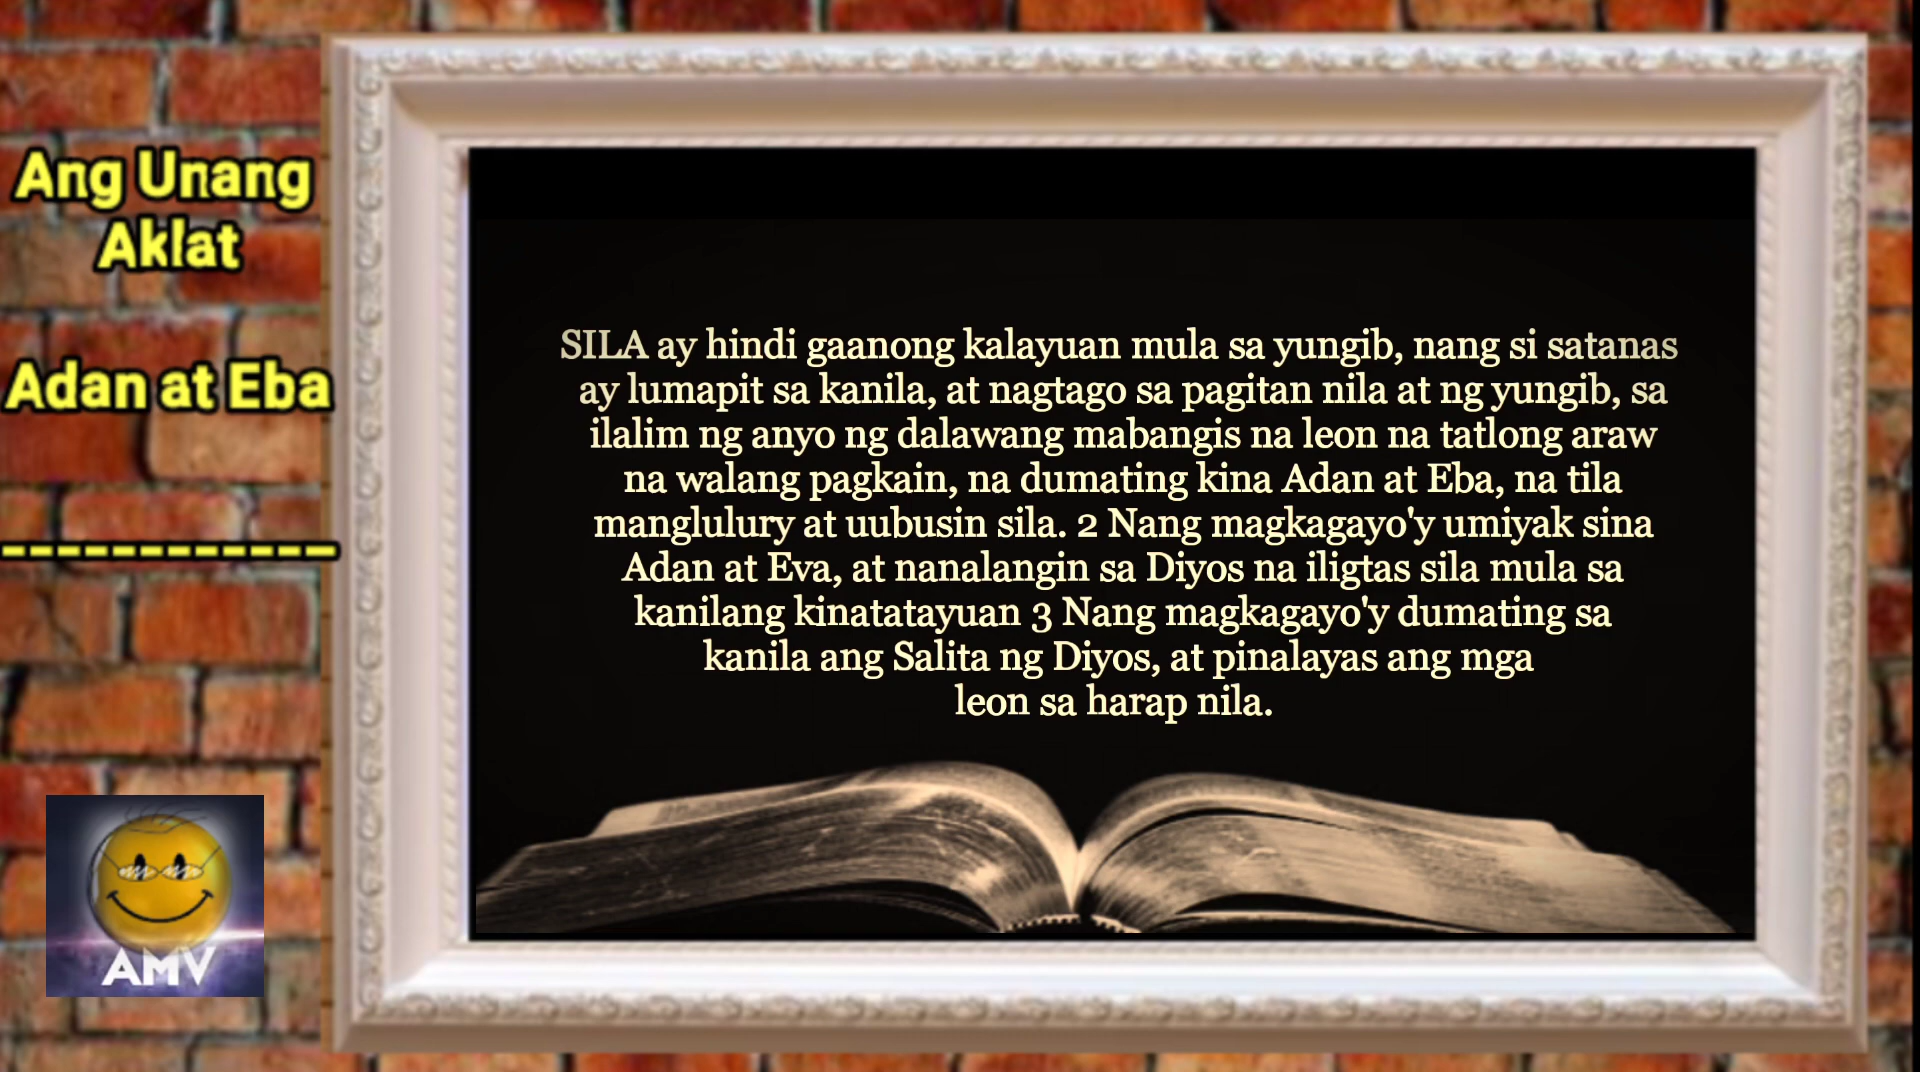 Ang Unang
Aklat
Adan at Eba
-------------
AMV
SILA ay hindi gaanong kalayuan mula sa yungib, nang si satanas
ay lumapit sa kanila, at nagtago sa pagitan nila at ng yungib, sa
ilalim ng anyo ng dalawang mabangis na leon na tatlong araw
na walang pagkain, na dumating kina Adan at Eba, na tila
manglulury at uubusin sila. 2 Nang magkagayo'y umiyak sina
Adan at Eva, at nanalangin sa Diyos na iligtas sila mula sa
kanilang kinatatayuan 3 Nang magkagayo'y dumating sa
kanila ang Salita ng Diyos, at pinalayas ang mga
leon sa harap nila.